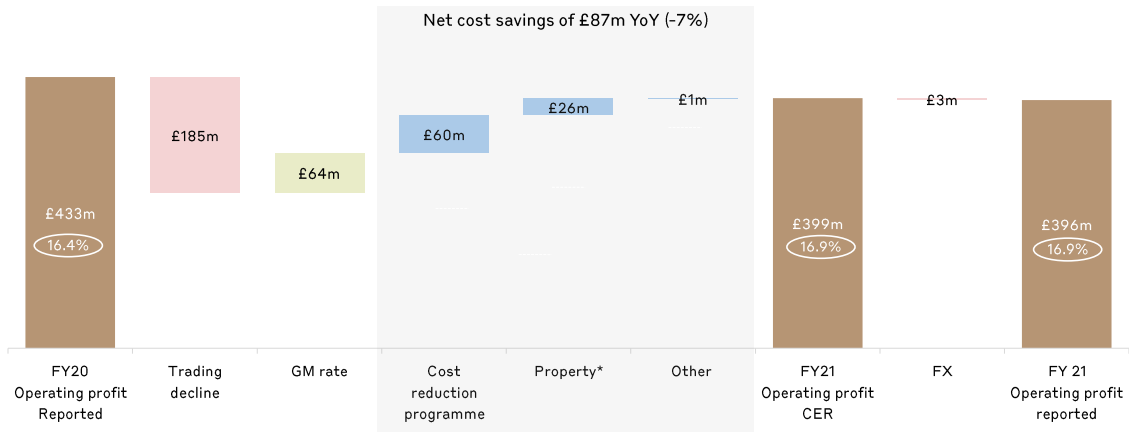 Net cost savings of £87m YoY (-7%)
£433m
16.4%
£185m
£64m
£60m
£26m
£1m
£399m
16.9%
£3m
£396m
16.9%
FY20
Operating profit
Reported
Trading
decline
GM rate
Cost
reduction
programme
Property*
Other
FY21
Operating profit
CER
FX
FY 21
Operating profit
reported